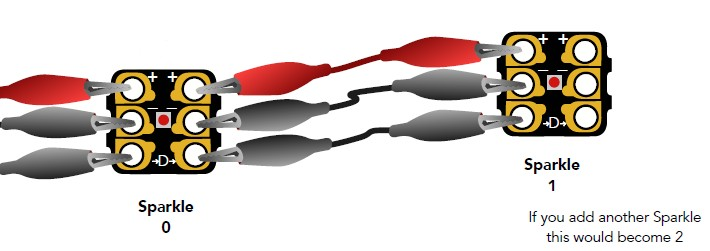 + +
− −
→D→
Sparkle
0
+ +
− −
→D→
Sparkle
1
If you add another Sparkle
this would become 2